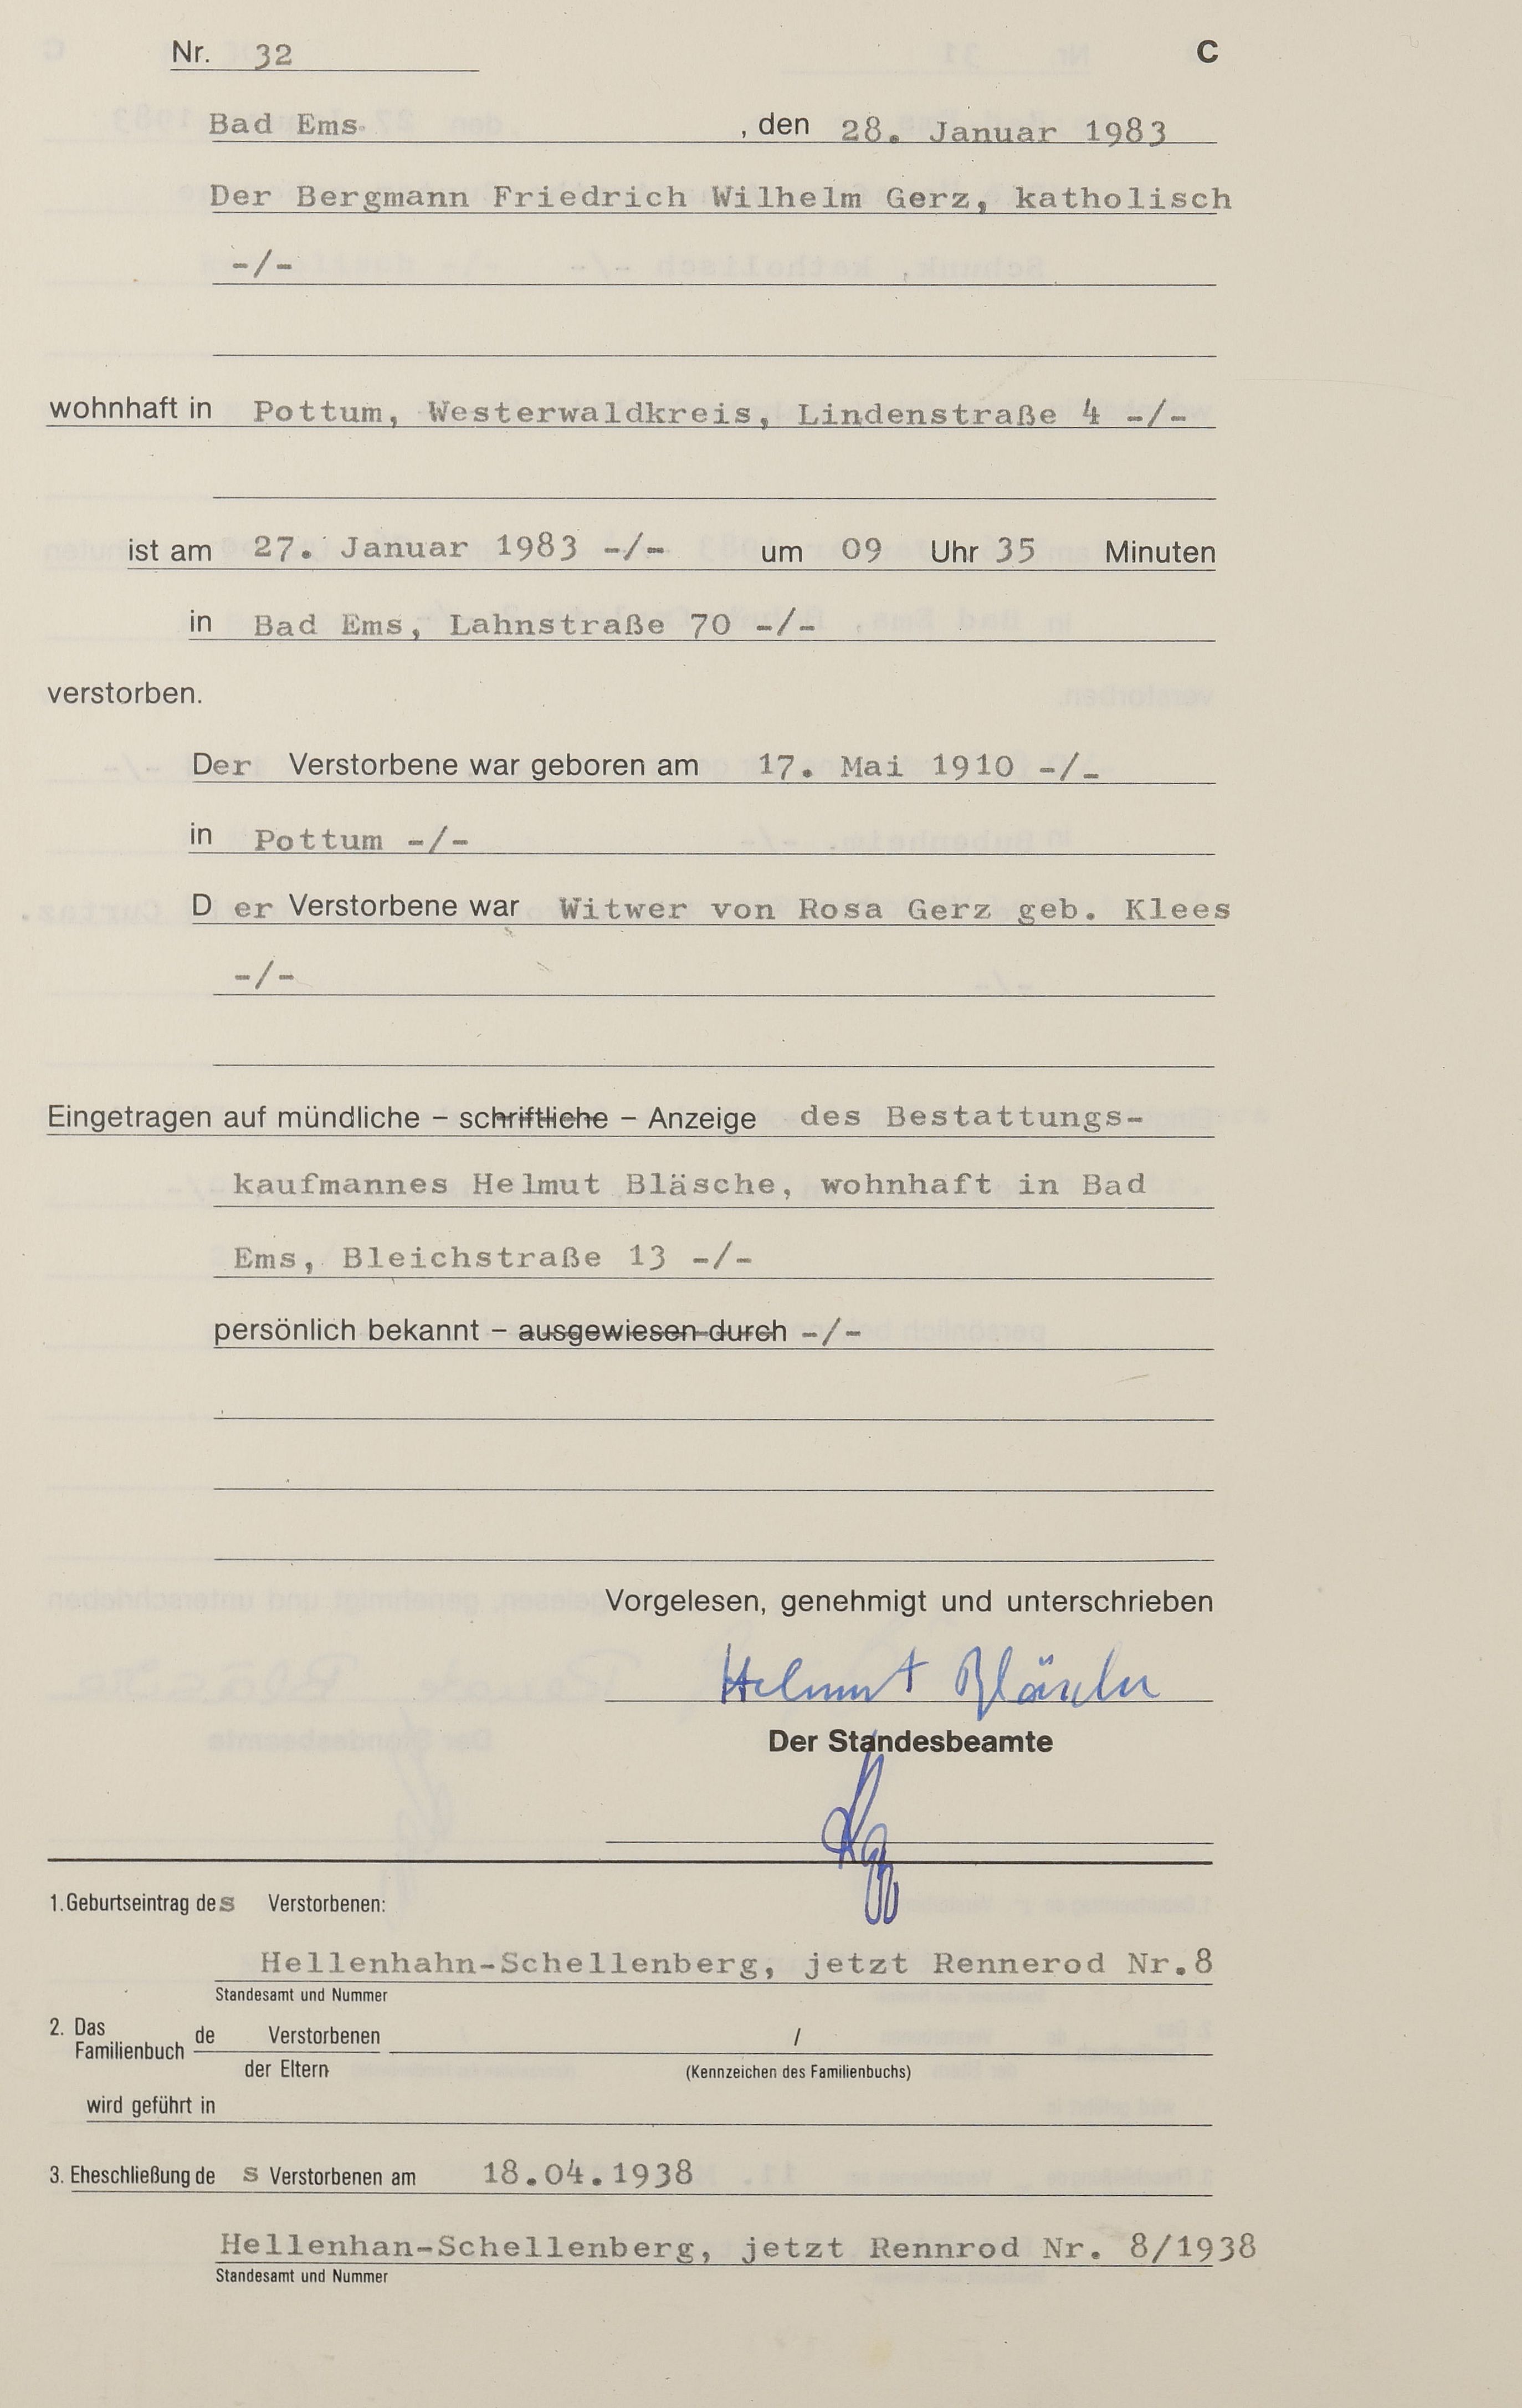 Nr. 32 C
Bad Ems , den 28. Januar 1983
Der Bergmann Friedrich Wilhelm Gerz, katholisch
-/-
wohnhaft in Pottum, Westerwaldkreis, Lindenstraße 4 -/-
ist am 27. Januar 1983 -/- um 09 Uhr 35 Minuten
in Bad Ems, Lahnstraße 70 -/-
verstorben.
Der Verstorbene war geboren am 17. Mai 1910 -/-
in Pottum -/-
D er Verstorbene war Witwer von Rosa Gerz geb. Klees
-/-
Eingetragen auf mündliche – schriftliche – Anzeige des Bestattungs-
kaufmannes Helmut Bläsche, wohnhaft in Bad
Ems, Bleichstraße 13 -/-
persönlich bekannt – ausgewiesen durch -/-
Vorgelesen, genehmigt und unterschrieben
Helmut Bläsche
Der Standesbeamte
1. Geburtseintrag des Verstorbenen:
Hellenhahn-Schellenberg, jetzt Rennerod Nr.8
Standesamt und Nummer
2. Das Familienbuch de Verstorbenen /
der Eltern (Kennzeichen des Familienbuchs)
wird geführt in
3. Eheschließung de s Verstorbenen am 18.04.1938
Hellenhan-Schellenberg, jetzt Rennrod Nr. 8/1938
Standesamt und Nummer